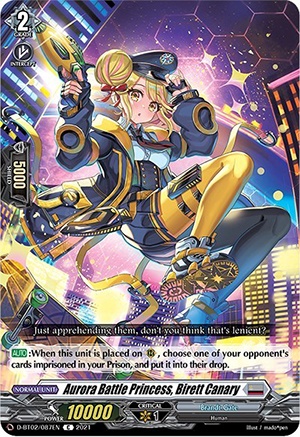 2
GRADE
INTERCEPT
5000
SHIELD
Just apprehending them, don't you think that's lenient?
AUTO:When this unit is placed on , choose one of your opponent's
cards imprisoned in your Prison, and put it into their drop.
NORMAL UNIT
Aurora Battle Princess, Birett Canary
POWER
10000
CRITICAL
1
Brandt Gate
Human
D-BT02/087EN C 2021
illust / mado*pen